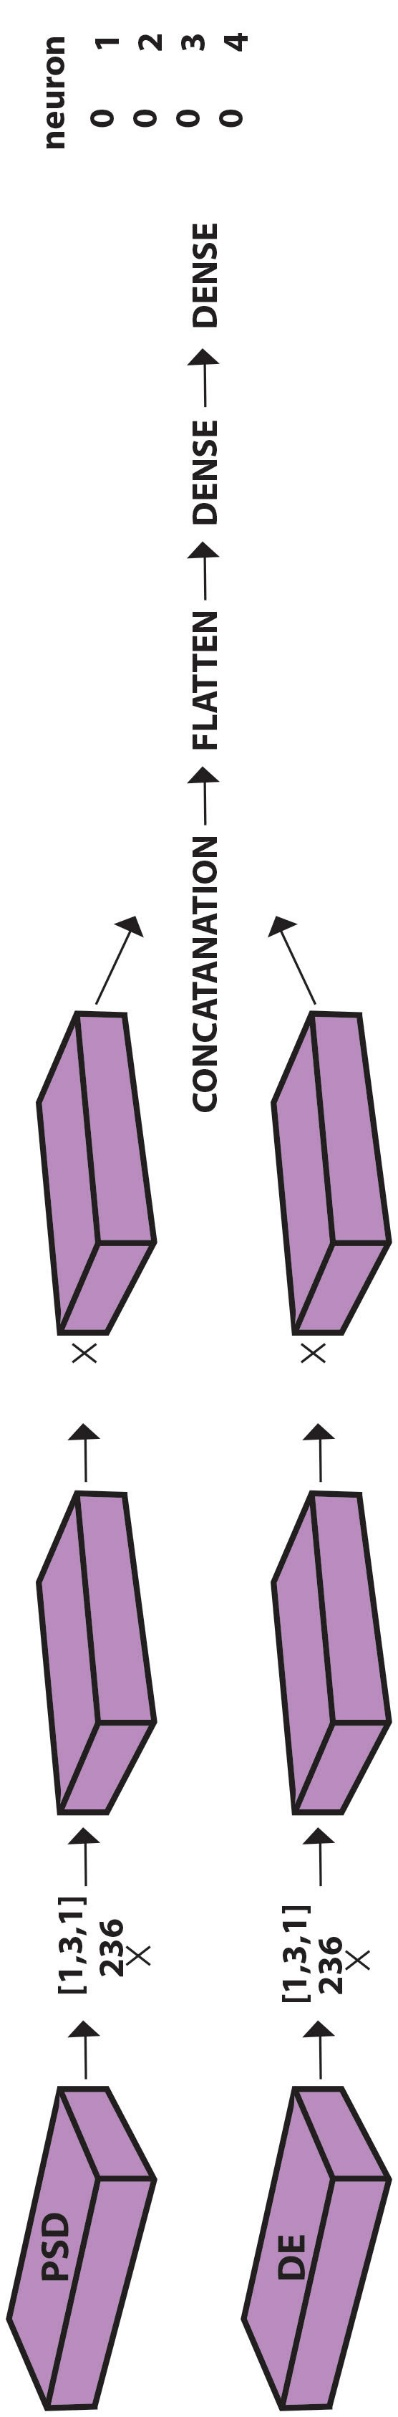 PSD
[1,3,1]
236
X
X
CONCATANATION
FLATTEN
DENSE
DENSE
neuron
0 1
0 2
0 3
0 4
DE
[1,3,1]
236
X
X